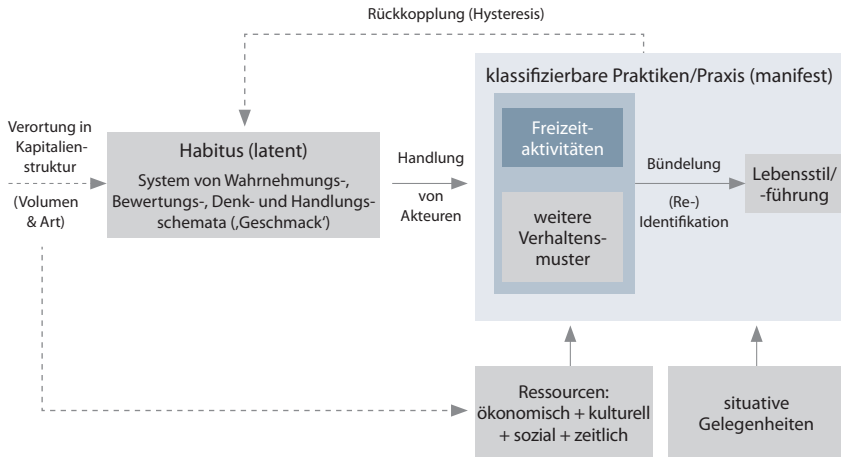 Rückkopplung (Hysteresis)
klassifizierbare Praktiken/Praxis (manifest)
Verortung in
Kapitalien-
struktur
(Volumen
& Art)
Habitus (latent)
System von Wahrnehmungs-,
Bewertungs-, Denk- und Handlungs-
schemata (‚Geschmack‘)
Handlung
von
Akteuren
Freizeit-
aktivitäten
weitere
Verhaltens-
muster
Bündelung
(Re-)
Identifikation
Lebensstil/
-führung
Ressourcen:
ökonomisch + kulturell
+ sozial + zeitlich
situative
Gelegenheiten